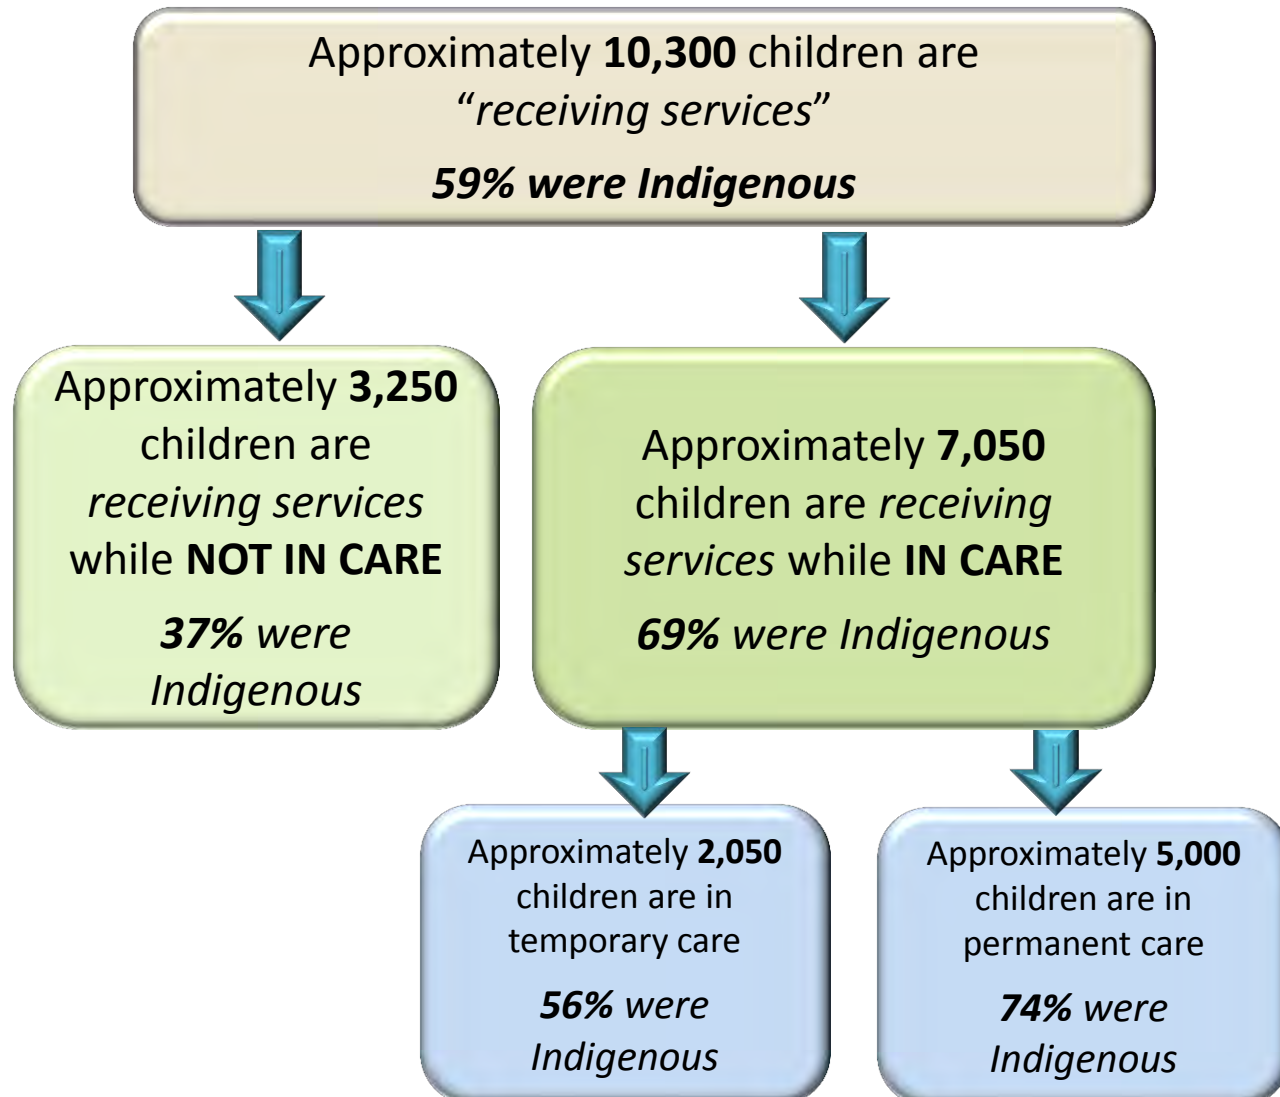 Approximately 10,300 children are
“receiving services”
59% were Indigenous
Approximately 3,250
children are
receiving services
while NOT IN CARE
37% were
Indigenous
Approximately 7,050
children are receiving
services while IN CARE
69% were Indigenous
Approximately 2,050
children are in
temporary care
56% were
Indigenous
Approximately 5,000
children are in
permanent care
74% were
Indigenous